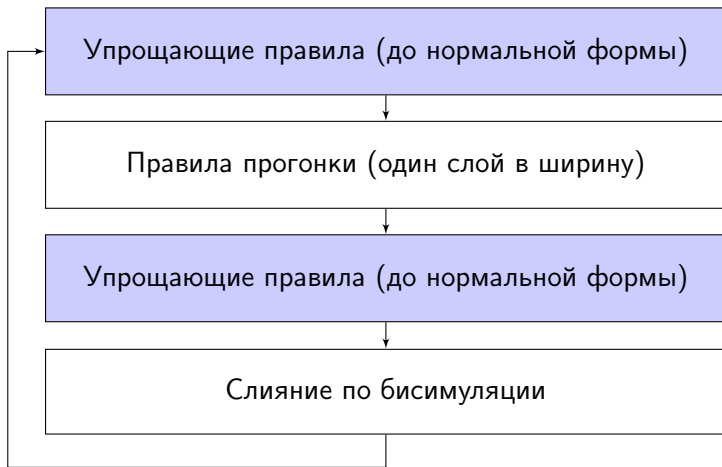 Упрощающие правила (до нормальной формы)
Правила прогонки (один слой в ширину)
Упрощающие правила (до нормальной формы)
Слияние по бисимуляции